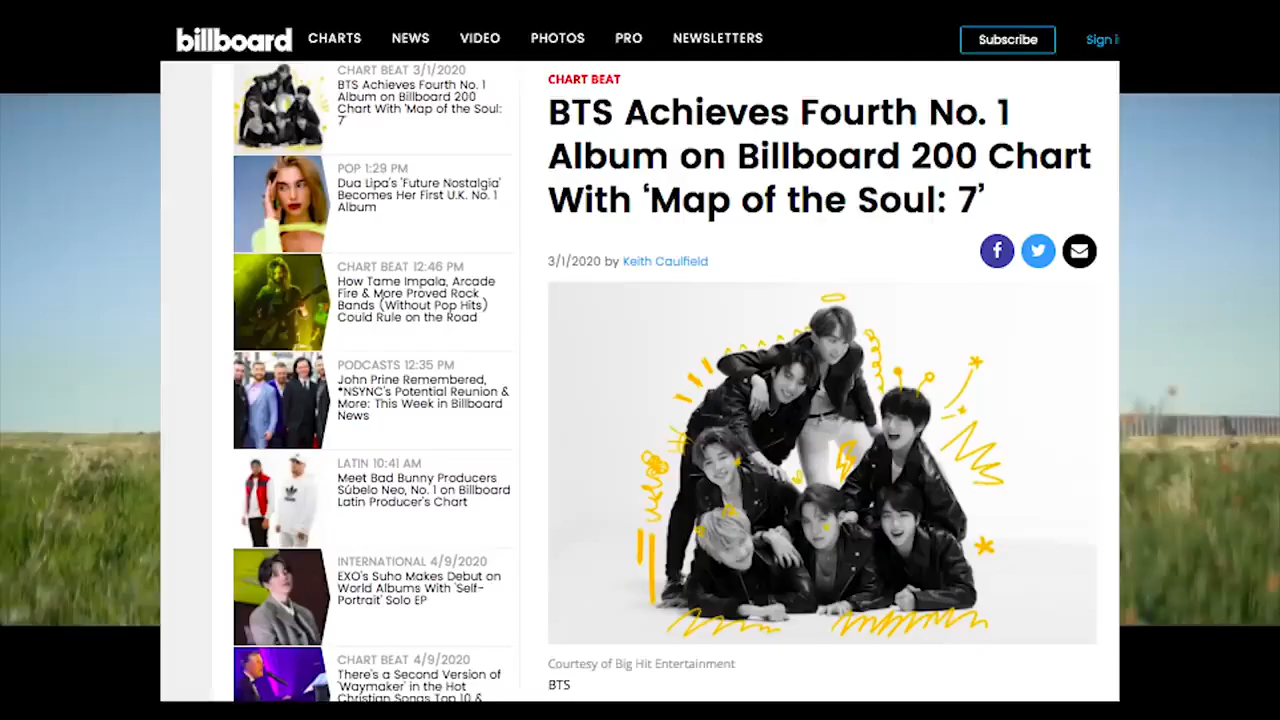 billboard CHARTS NEWS VIDEO PHOTOS PRO NEWSLETTERS Subscribe Sign i
CHART BEAT 3/1/2020
BTS Achieves Fourth No. 1
Album on Billboard 200
Chart With 'Map of the Soul:
7'
POP 1:29 PM
Dua Lipa's 'Future Nostalgia'
Becomes Her First U.K. No. 1
Album
CHART BEAT 12:46 PM
How Tame Impala, Arcade
Fire & More Proved Rock
Bands (Without Pop Hits)
Could Rule on the Road
PODCASTS 12:35 PM
John Prine Remembered,
*NSYNC's Potential Reunion &
More: This Week in Billboard
News
LATIN 10:41 AM
Meet Bad Bunny Producers
Súbelo Neo, No. 1 on Billboard
Latin Producer's Chart
INTERNATIONAL 4/9/2020
EXO's Suho Makes Debut on
World Albums With 'Self-
Portrait' Solo EP
CHART BEAT 4/9/2020
There's a Second Version of
'Waymaker' in the Hot
Christian Songs Top 10 &
CHART BEAT
BTS Achieves Fourth No. 1
Album on Billboard 200 Chart
With ‘Map of the Soul: 7’
3/1/2020 by Keith Caulfield
Courtesy of Big Hit Entertainment
BTS